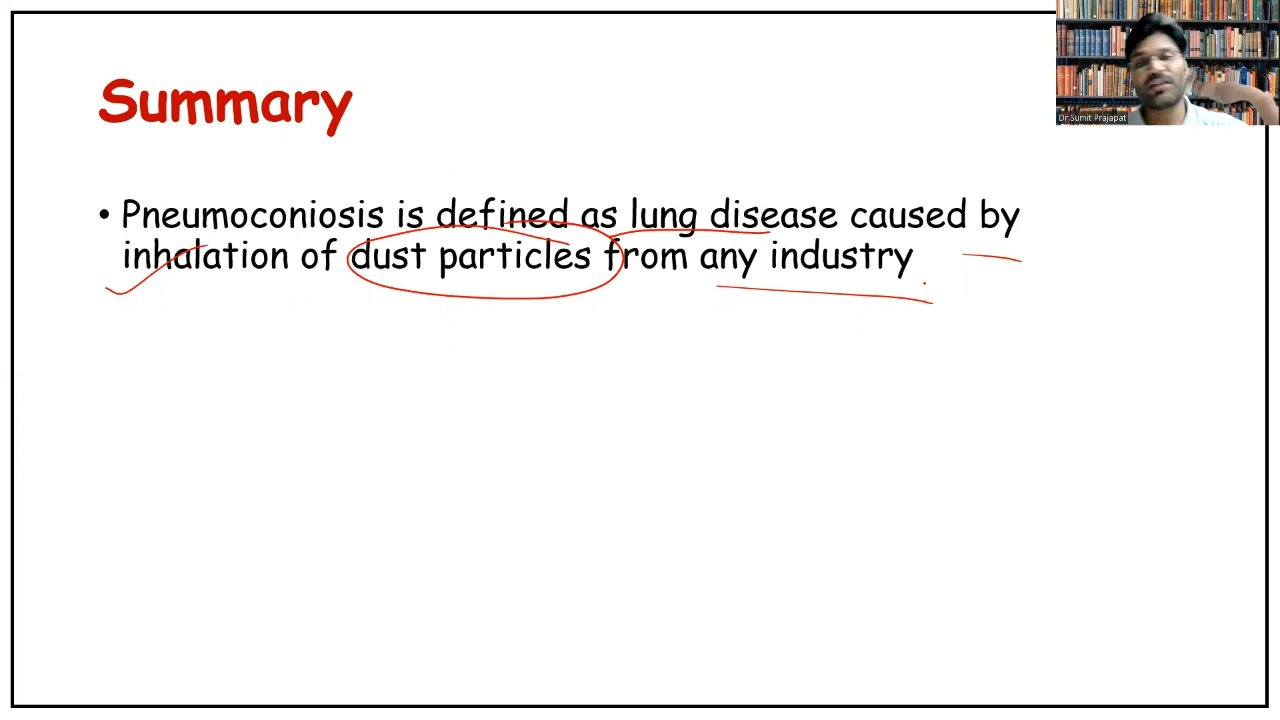 Summary
Dr Sumit Prajapat
• Pneumoconiosis is defined as lung disease caused by
inhalation of dust particles from any industry